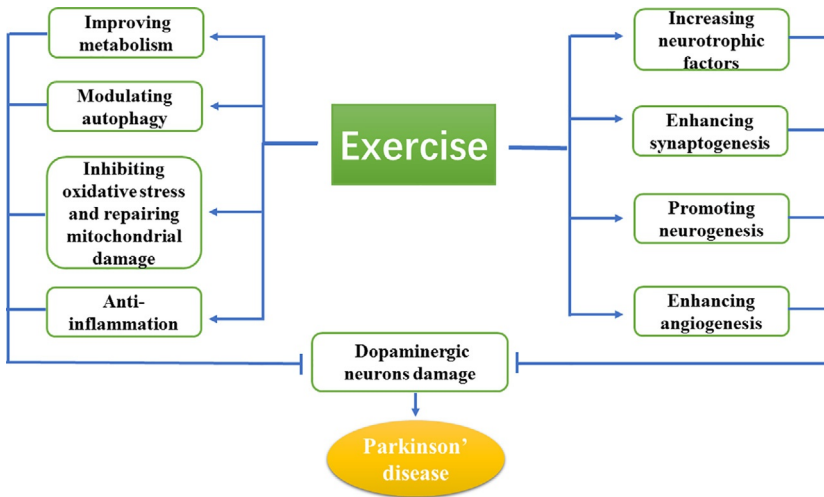 Improving
metabolism
Modulating
autophagy
Inhibiting
oxidative stress
and repairing
mitochondrial
damage
Anti-
inflammation
Exercise
Increasing
neurotrophic
factors
Enhancing
synaptogenesis
Promoting
neurogenesis
Enhancing
angiogenesis
Dopaminergic
neurons damage
Parkinson’
disease